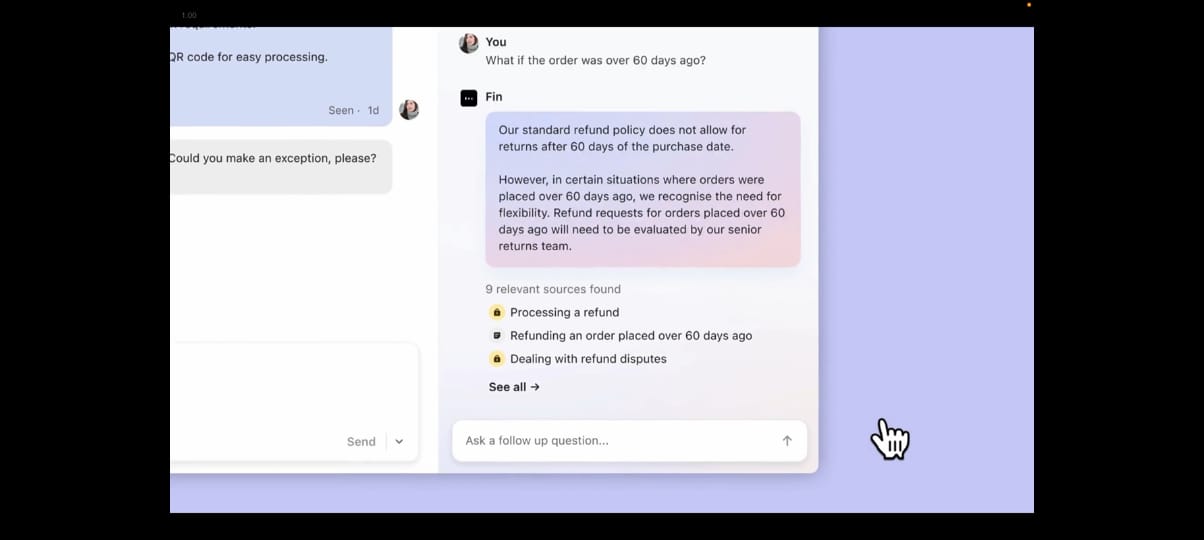 1.00
QR code for easy processing.
Seen · 1d
Could you make an exception, please?
Send
You
What if the order was over 60 days ago?
Fin
Our standard refund policy does not allow for
returns after 60 days of the purchase date.
However, in certain situations where orders were
placed over 60 days ago, we recognise the need for
flexibility. Refund requests for orders placed over 60
days ago will need to be evaluated by our senior
returns team.
9 relevant sources found
Processing a refund
Refunding an order placed over 60 days ago
Dealing with refund disputes
See all →
Ask a follow up question...